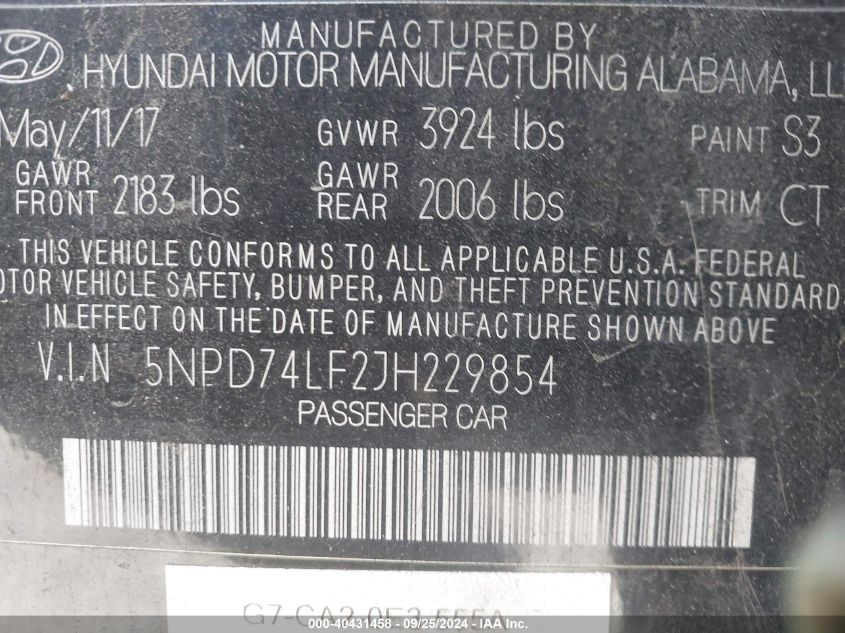 MANUFACTURED BY
HYUNDAI MOTOR MANUFACTURING ALABAMA, LL
May/11/17 GVWR 3924 lbs PAINT S3
GAWR FRONT 2183 lbs GAWR REAR 2006 lbs TRIM CT
THIS VEHICLE CONFORMS TO ALL APPLICABLE U.S.A. FEDERAL
OTOR VEHICLE SAFETY, BUMPER, AND THEFT PREVENTION STANDARDS
IN EFFECT ON THE DATE OF MANUFACTURE SHOWN ABOVE
V.I.N 5NPD74LF2JH229854
PASSENGER CAR
000-40431458 09/25/2024 - IAA, Inc.